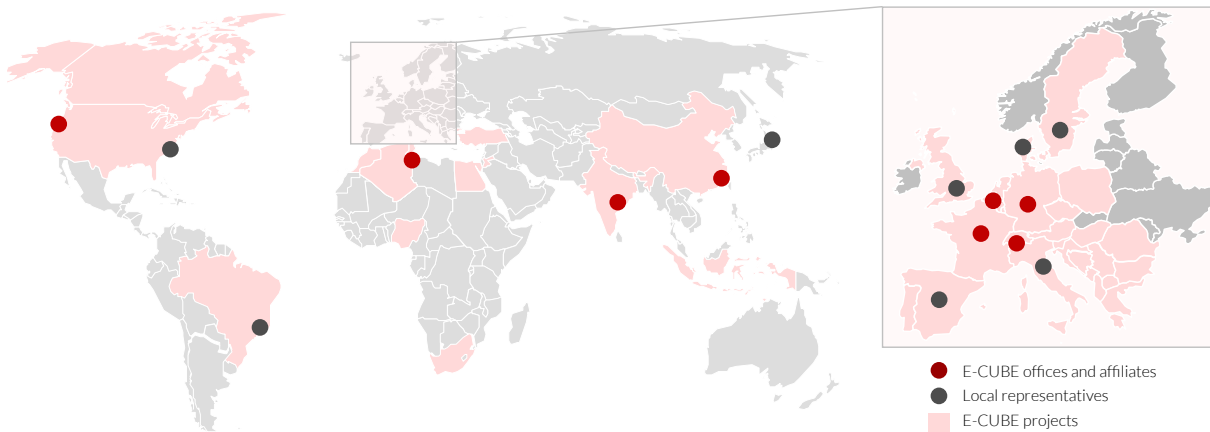 E-CUBE offices and affiliates
Local representatives
E-CUBE projects